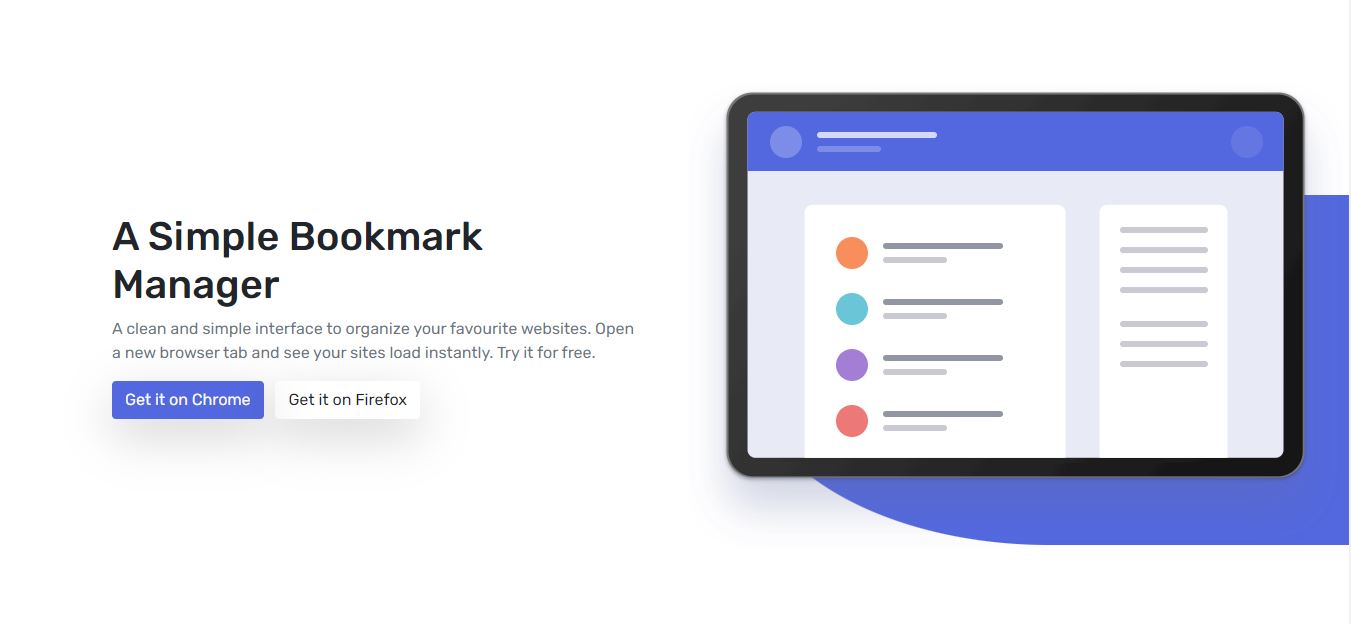 A Simple Bookmark
Manager
A clean and simple interface to organize your favourite websites. Open
a new browser tab and see your sites load instantly. Try it for free.
Get it on Chrome
Get it on Firefox